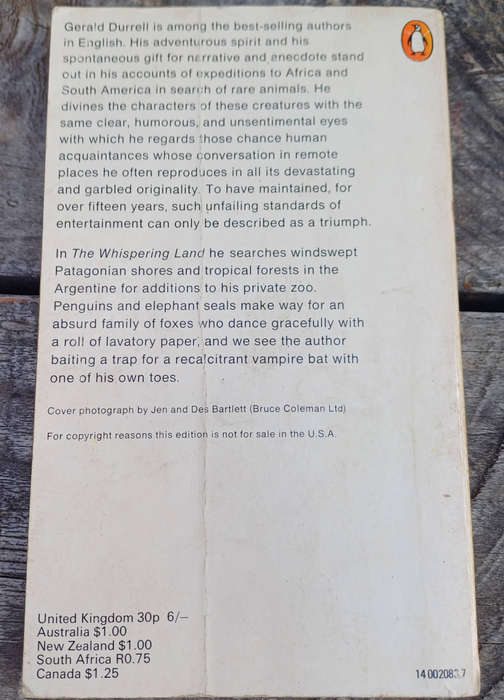 Gerald Durrell is among the best-selling authors
in English. His adventurous spirit and his
spontaneous gift for narrative and anecdote stand
out in his accounts of expeditions to Africa and
South America in search of rare animals. He
divines the characters of these creatures with the
same clear, humorous, and unsentimental eyes
with which he regards those chance human
acquaintances whose conversation in remote
places he often reproduces in all its devastating
and garbled originality. To have maintained, for
over fifteen years, such unfailing standards of
entertainment can only be described as a triumph.
In The Whispering Land he searches windswept
Patagonian shores and tropical forests in the
Argentine for additions to his private zoo.
Penguins and elephant seals make way for an
absurd family of foxes who dance gracefully with
a roll of lavatory paper, and we see the author
baiting a trap for a recalcitrant vampire bat with
one of his own toes.
Cover photograph by Jen and Des Bartlett (Bruce Coleman Ltd)
For copyright reasons this edition is not for sale in the U.S.A.
United Kingdom 30p 6/–
Australia $1.00
New Zealand $1.00
South Africa R0.75
Canada $1.25
14 002083 7